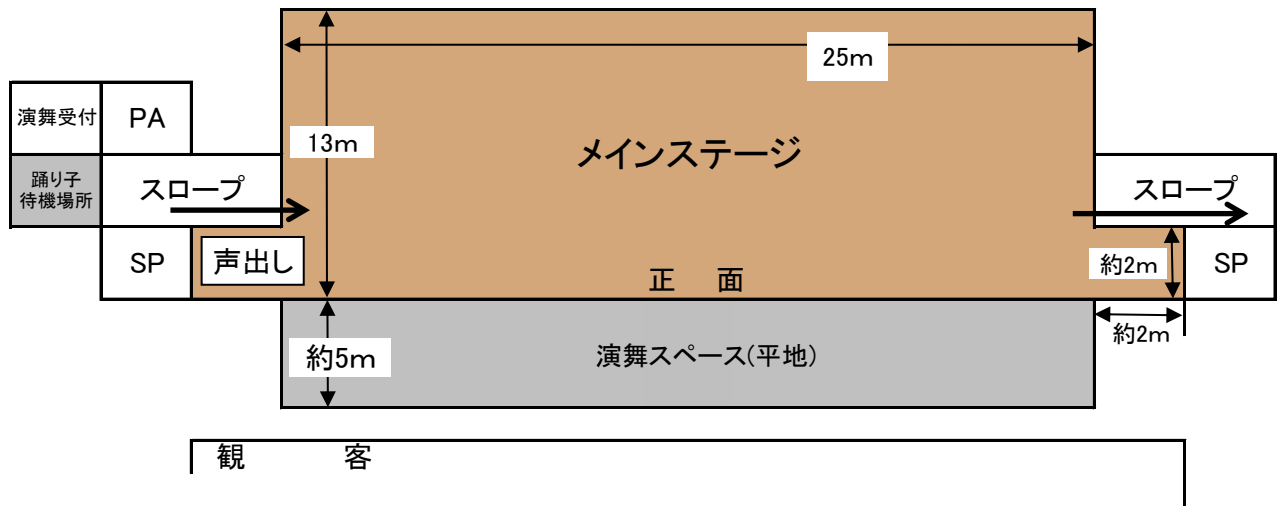 25m
演舞受付
PA
13m
メインステージ
踊り子
待機場所
スロープ
スロープ
SP
声出し
正　面
約2m
SP
約5m
演舞スペース(平地)
約2m
観　　　客